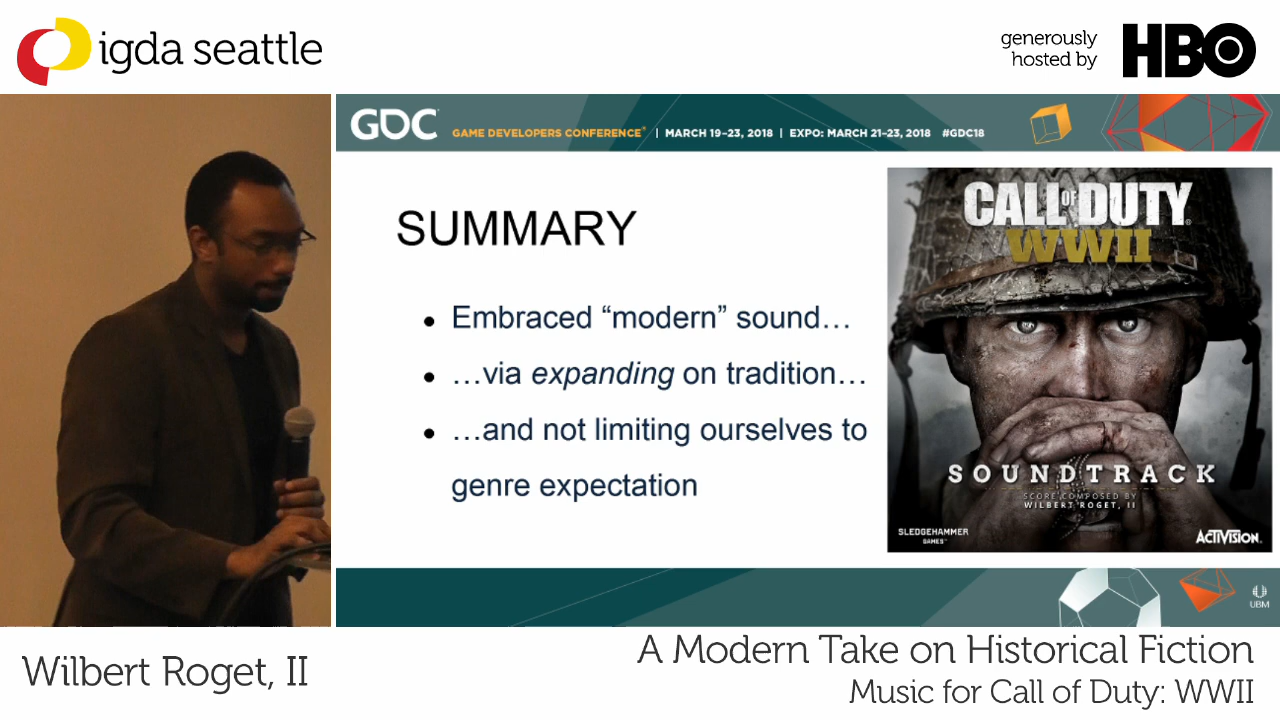 igda seattle
generously
hosted by
HBO
GDC GAME DEVELOPERS CONFERENCE® | MARCH 19–23, 2018 | EXPO: MARCH 21–23, 2018 #GDC18
SUMMARY
• Embraced “modern” sound…
• …via expanding on tradition…
• …and not limiting ourselves to
genre expectation
CALL OF DUTY®
WWII
SOUNDTRACK
SCORE COMPOSED BY
WILBERT ROGET, II
SLEDGEHAMMER
GAMES™
ACTIVISION.
UBM
Wilbert Roget, II
A Modern Take on Historical Fiction
Music for Call of Duty: WWII